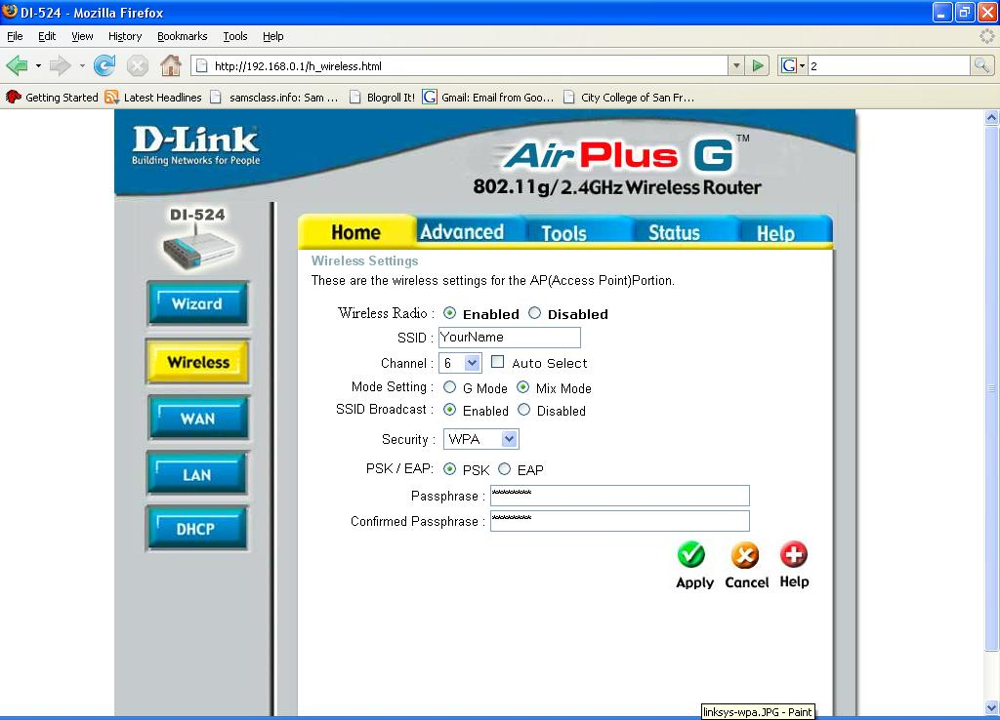 DI-524 - Mozilla Firefox
File Edit View History Bookmarks Tools Help
http://192.168.0.1/h_wireless.html
G 2
Getting Started Latest Headlines samsclass.info: Sam ... Blogroll It! Gmail: Email from Goo... City College of San Fr...
D-Link
Building Networks for People
Air Plus G TM
802.11g/2.4GHz Wireless Router
DI-524
Home Advanced Tools Status Help
Wizard
Wireless
WAN
LAN
DHCP
Wireless Settings
These are the wireless settings for the AP(Access Point)Portion.
Wireless Radio : Enabled Disabled
SSID : YourName
Channel : 6 Auto Select
Mode Setting : G Mode Mix Mode
SSID Broadcast : Enabled Disabled
Security : WPA
PSK / EAP: PSK EAP
Passphrase : *********
Confirmed Passphrase : *********
Apply Cancel Help
linksys-wpa.JPG - Paint